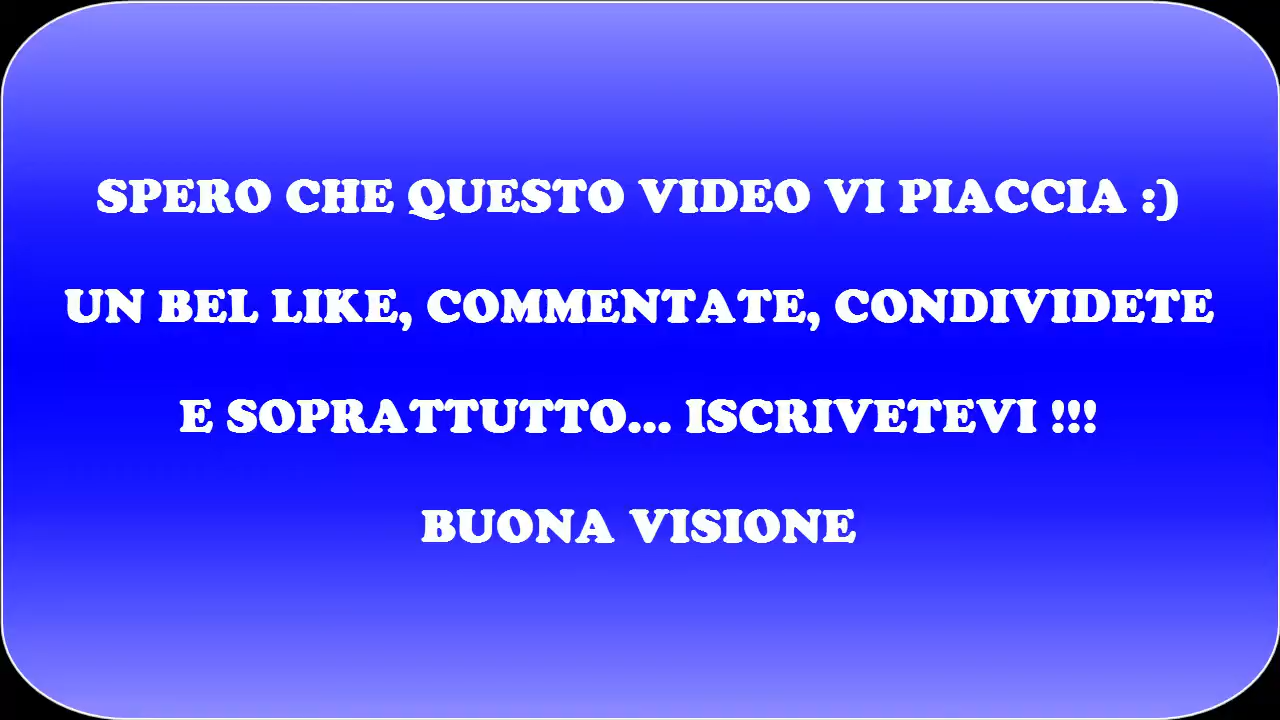 SPERO CHE QUESTO VIDEO VI PIACCIA :)
UN BEL LIKE, COMMENTATE, CONDIVIDETE
E SOPRATTUTTO... ISCRIVETEVI !!!
BUONA VISIONE